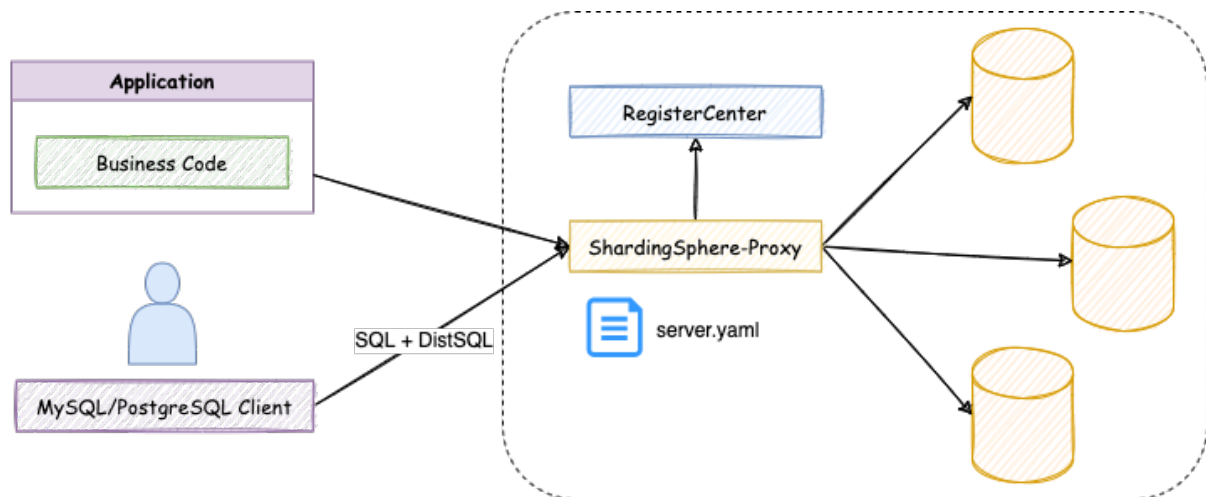 Application
Business Code
RegisterCenter
ShardingSphere-Proxy
SQL + DistSQL
server.yaml
MySQL/PostgreSQL Client